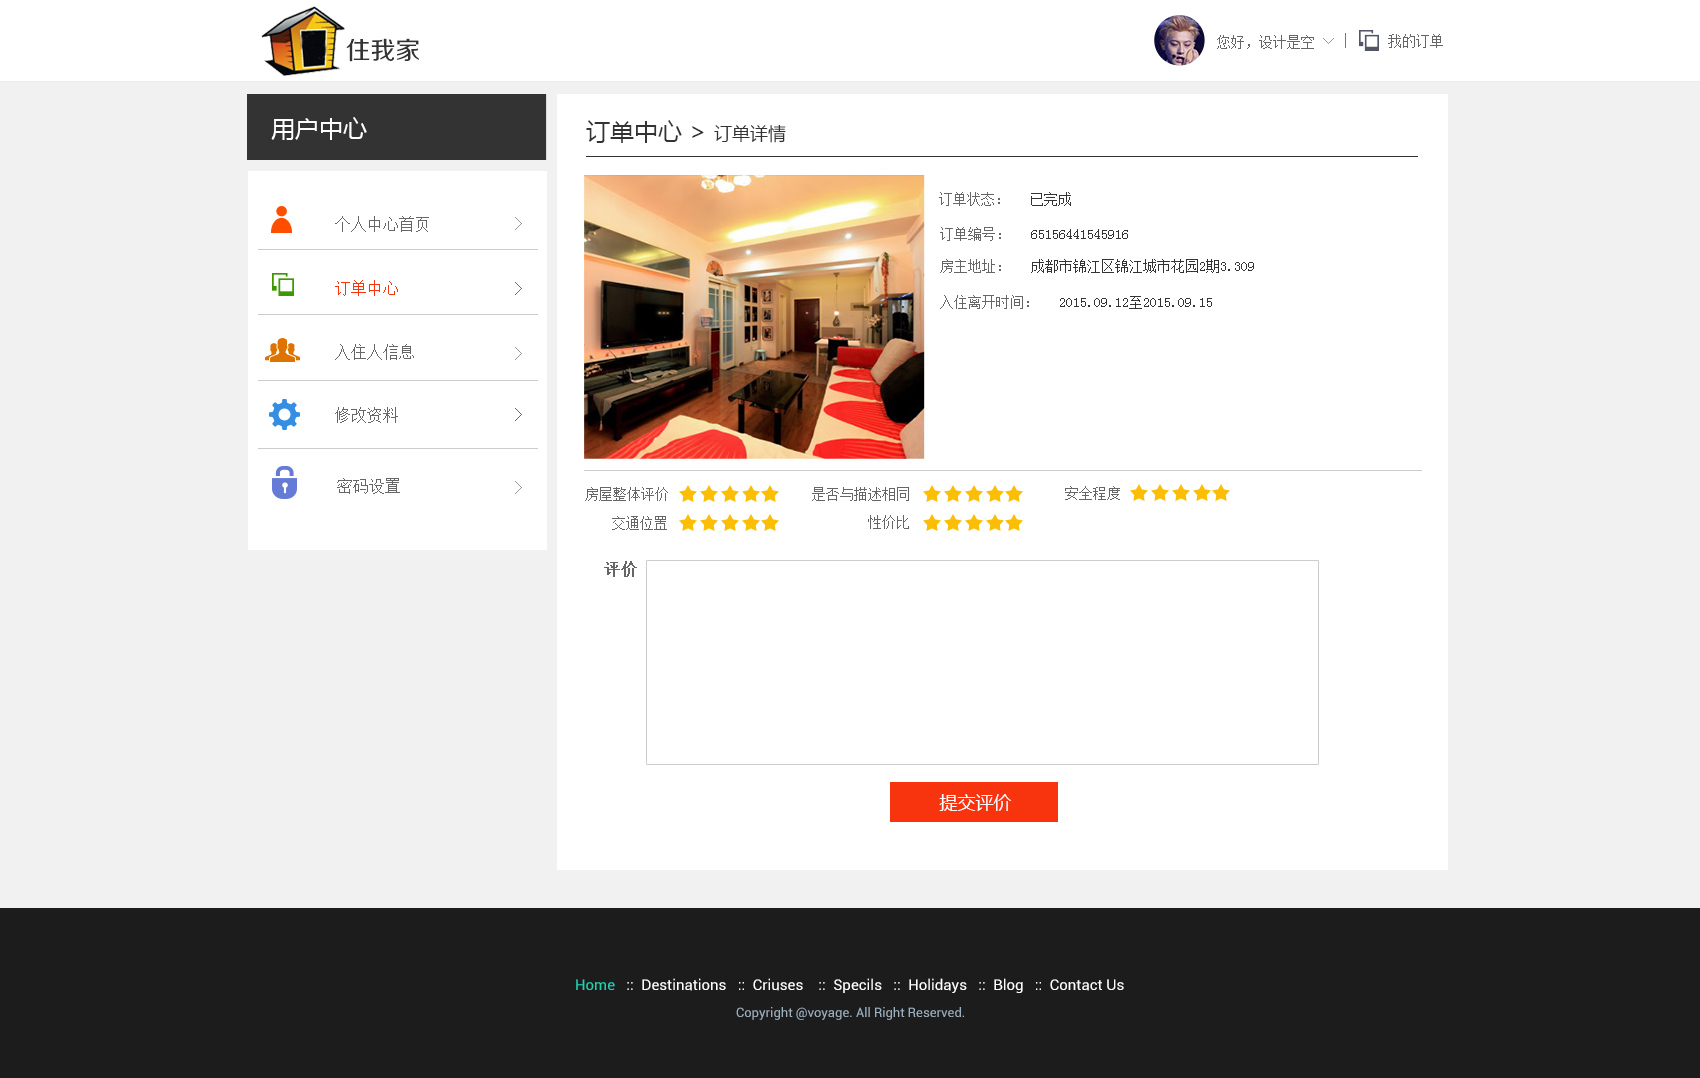 住我家
您好，设计是空
我的订单
用户中心
订单中心 > 订单详情
个人中心首页
订单中心
入住人信息
修改资料
密码设置
订单状态： 已完成
订单编号： 65156441545916
房主地址： 成都市锦江区锦江城市花园2期3.309
入住离开时间： 2015.09.12至2015.09.15
房屋整体评价 是否与描述相同 安全程度
交通位置 性价比
评价
提交评价
Home :: Destinations :: Criuses :: Specils :: Holidays :: Blog :: Contact Us
Copyright @voyage. All Right Reserved.